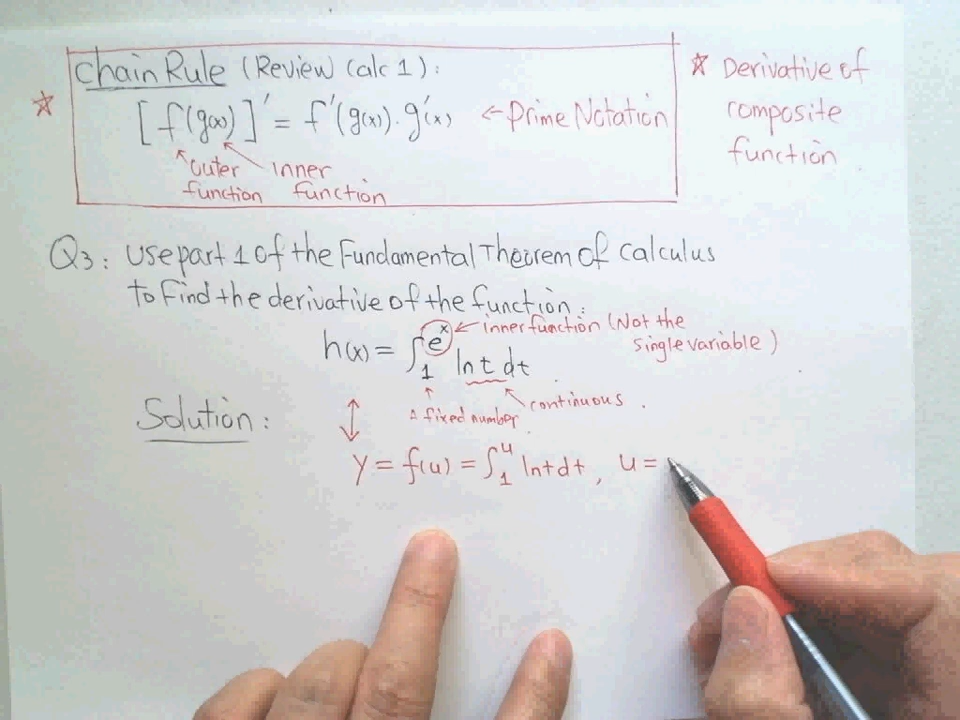 Chain Rule (Review Calc 1):
[f(g(x))]' = f'(g(x)).g'(x) ← Prime Notation
outer inner
function function
☆ Derivative of
composite
function
Q3: Use part 1 of the Fundamental Theorem of Calculus
to find the derivative of the function:
h(x) = ∫₁^(e^x) ln t dt
← inner function (Not the
single variable)
A fixed number
continuous.
Solution:
y = f(u) = ∫₁^u ln t dt, u =